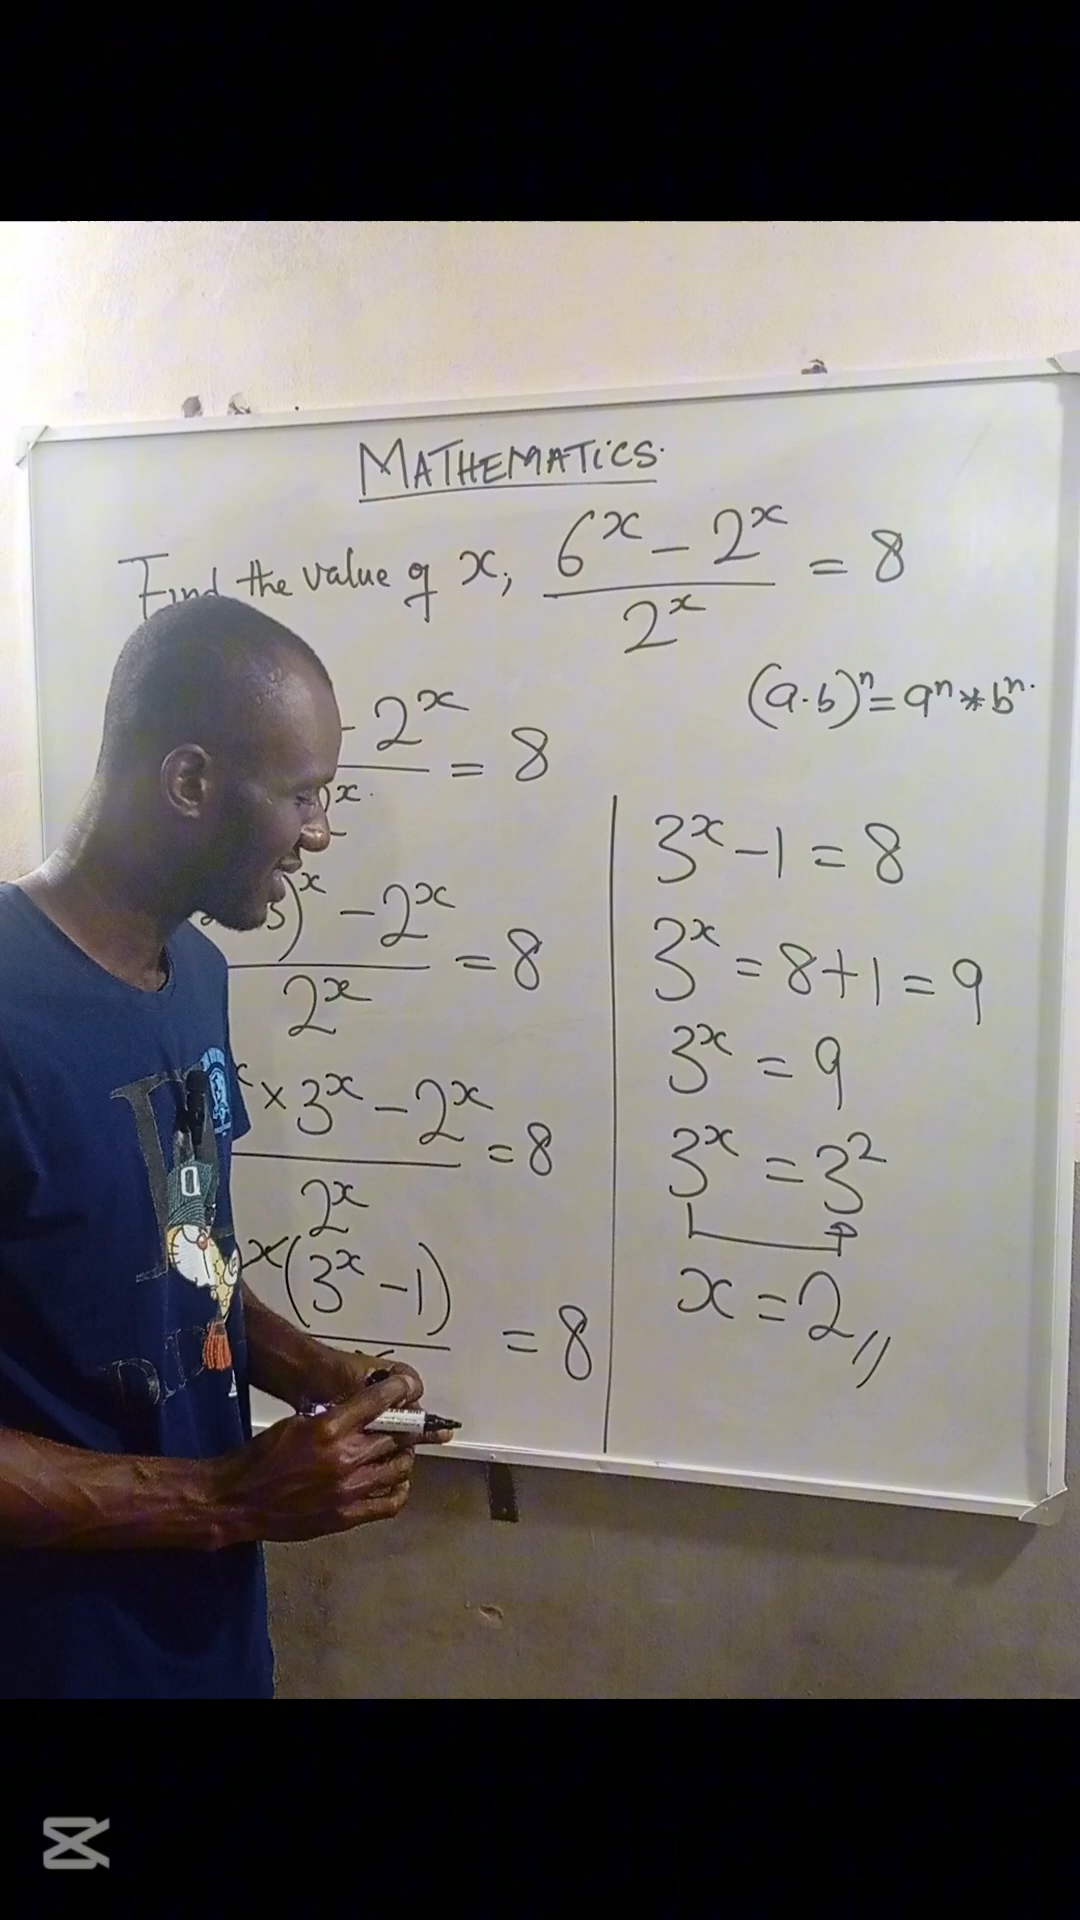 MATHEMATICS.
Find the value of x; (6^x - 2^x)/2^x = 8
(a.b)^n = a^n * b^n.
- 2^x
= 8
2^x.
)^x - 2^x
= 8
2^x
x × 3^x - 2^x
= 8
2^x
x(3^x - 1)
= 8
3^x - 1 = 8
3^x = 8 + 1 = 9
3^x = 9
3^x = 3^2
x = 2,,